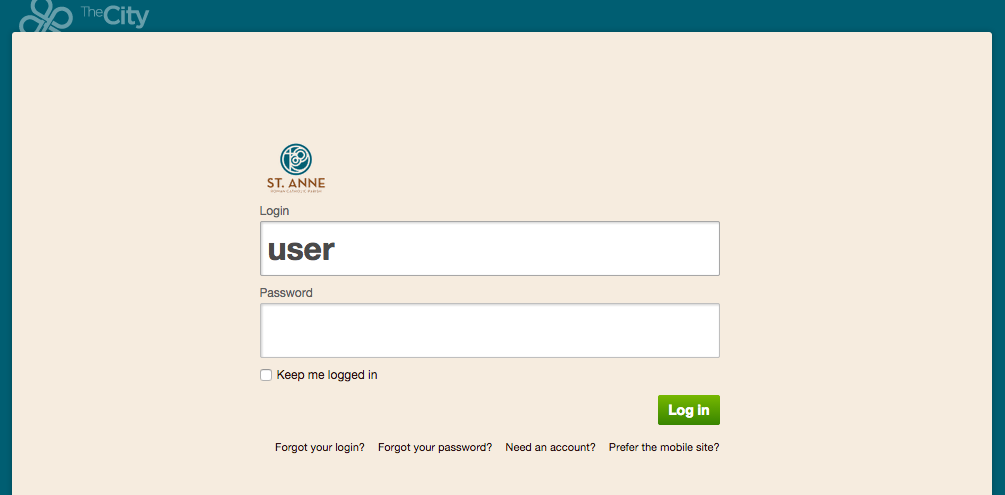 TheCity
ST. ANNE
ROMAN CATHOLIC PARISH
Login
user
Password
Keep me logged in
Log in
Forgot your login? Forgot your password? Need an account? Prefer the mobile site?